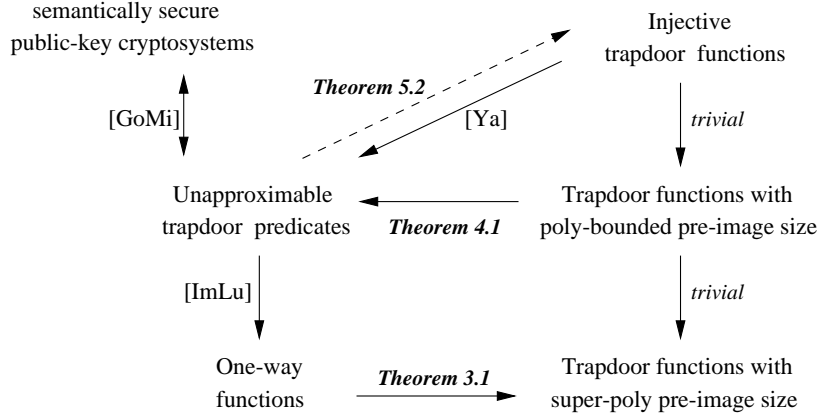 semantically secure
public-key cryptosystems
Injective
trapdoor functions
Theorem 5.2
[GoMi]
[Ya]
trivial
Unapproximable
trapdoor predicates
Theorem 4.1
Trapdoor functions with
poly-bounded pre-image size
[ImLu]
trivial
One-way
functions
Theorem 3.1
Trapdoor functions with
super-poly pre-image size